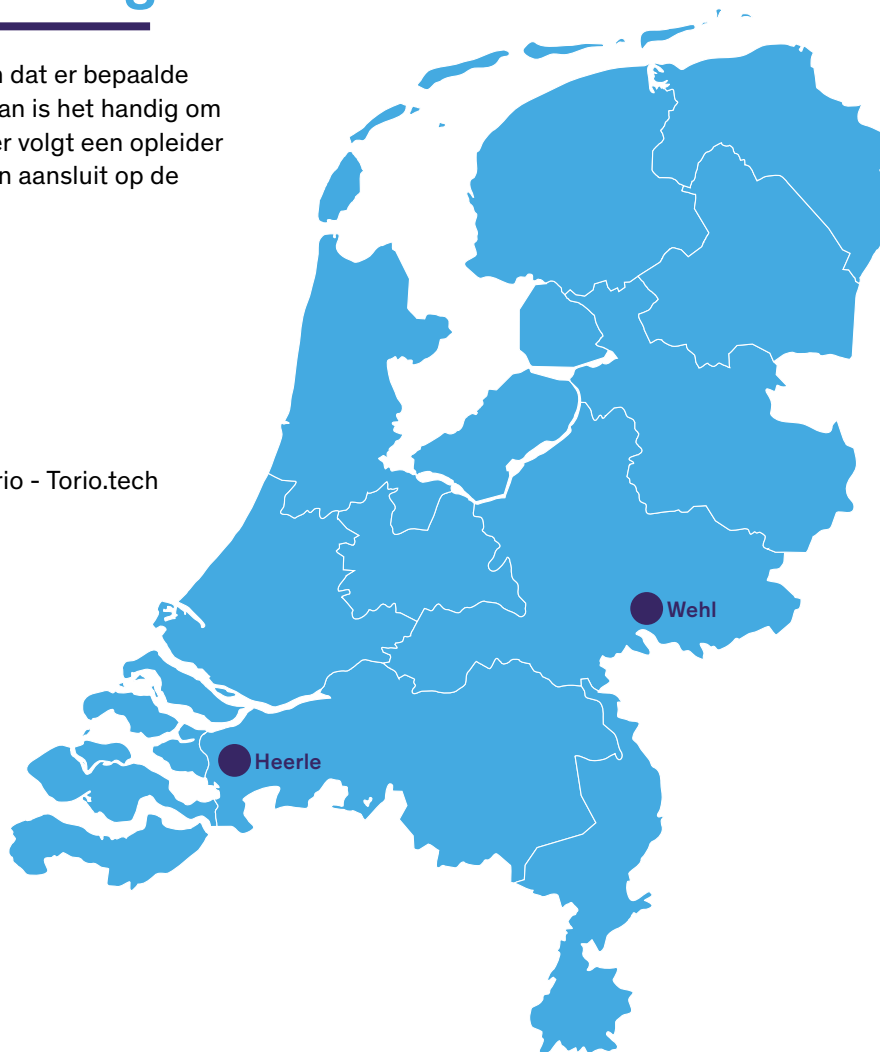 g
dat er bepaalde
an is het handig om
er volgt een opleider
n aansluit op de
rio - Torio.tech
Wehl
Heerle